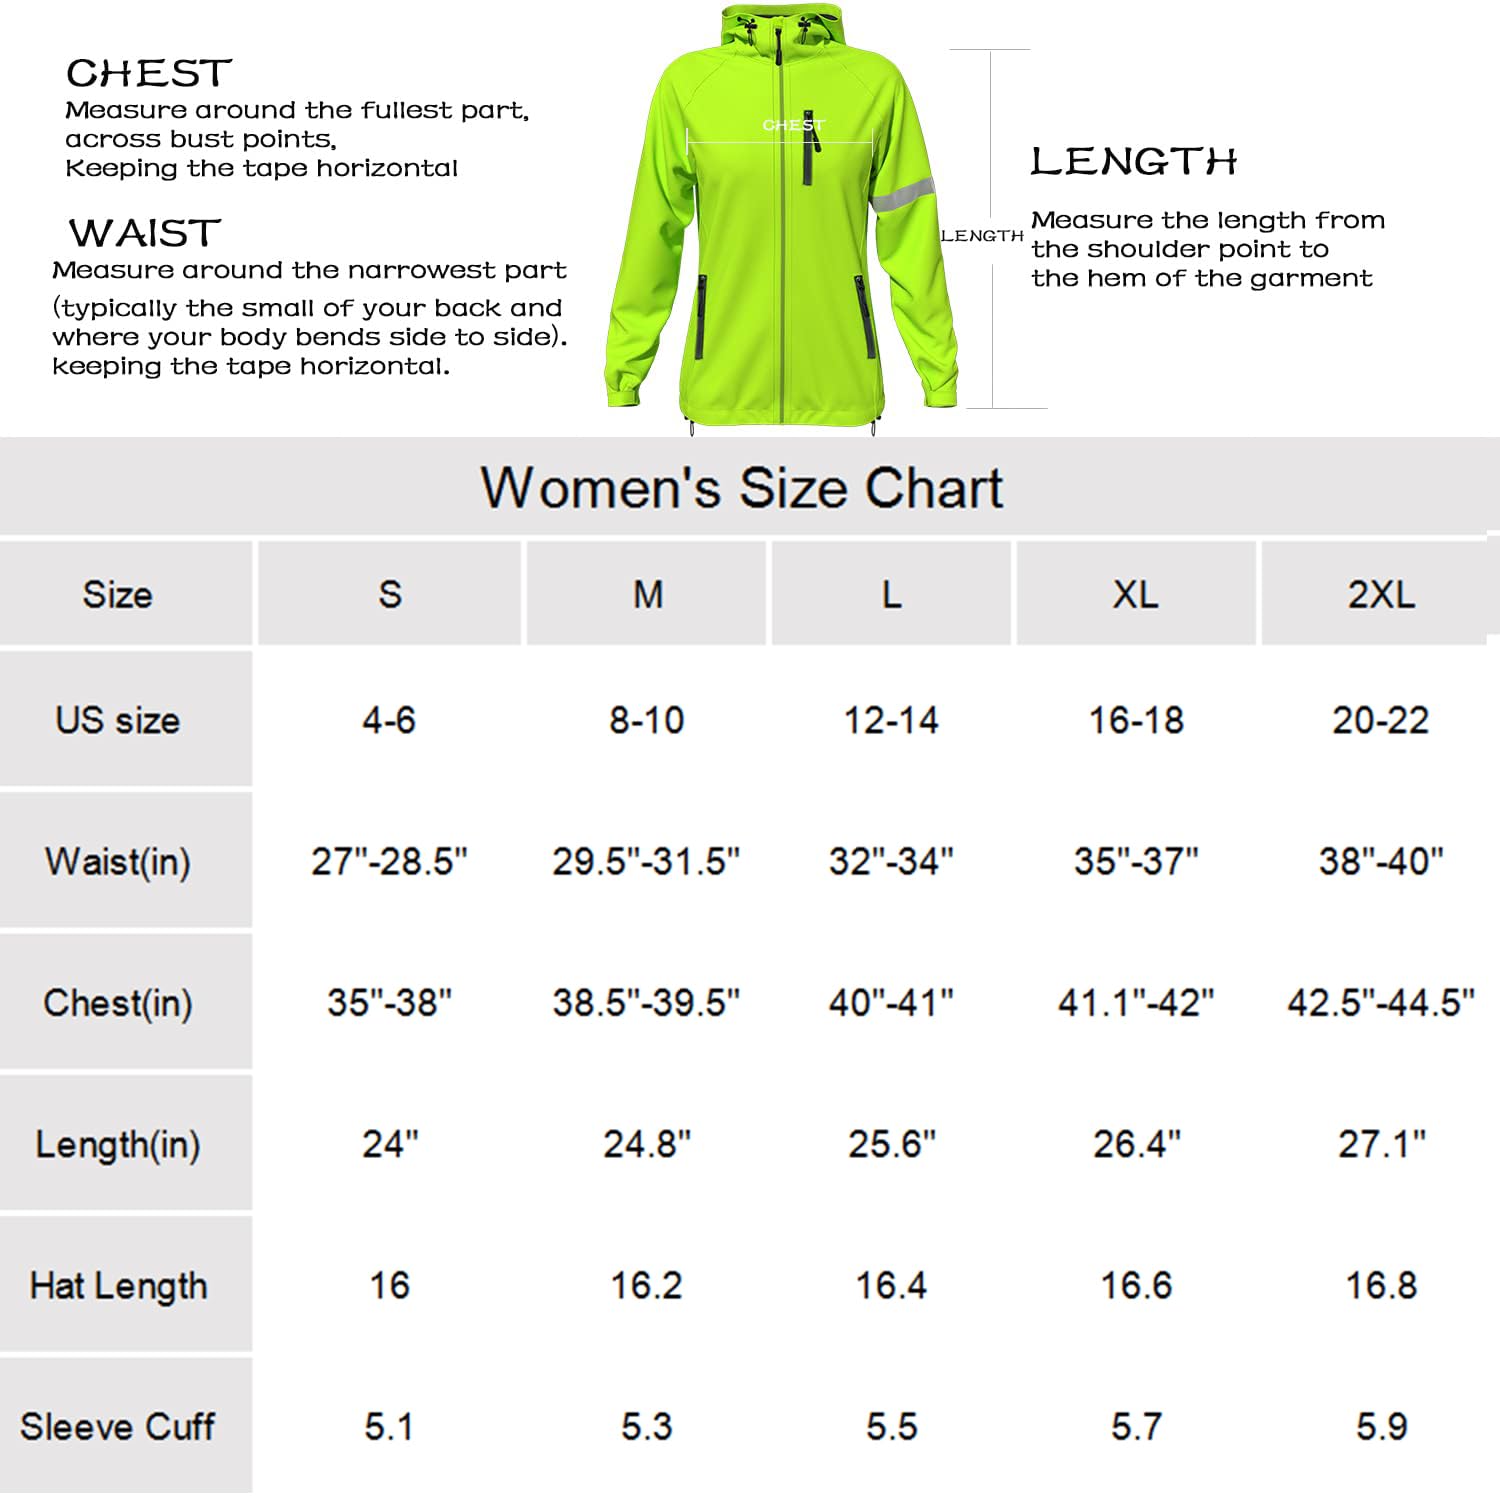 CHEST
Measure around the fullest part,
across bust points,
Keeping the tape horizontal
WAIST
Measure around the narrowest part
(typically the small of your back and
where your body bends side to side).
keeping the tape horizontal.
CHEST
LENGTH
LENGTH
Measure the length from
the shoulder point to
the hem of the garment
Women's Size Chart
Size S M L XL 2XL
US size 4-6 8-10 12-14 16-18 20-22
Waist(in) 27"-28.5" 29.5"-31.5" 32"-34" 35"-37" 38"-40"
Chest(in) 35"-38" 38.5"-39.5" 40"-41" 41.1"-42" 42.5"-44.5"
Length(in) 24" 24.8" 25.6" 26.4" 27.1"
Hat Length 16 16.2 16.4 16.6 16.8
Sleeve Cuff 5.1 5.3 5.5 5.7 5.9